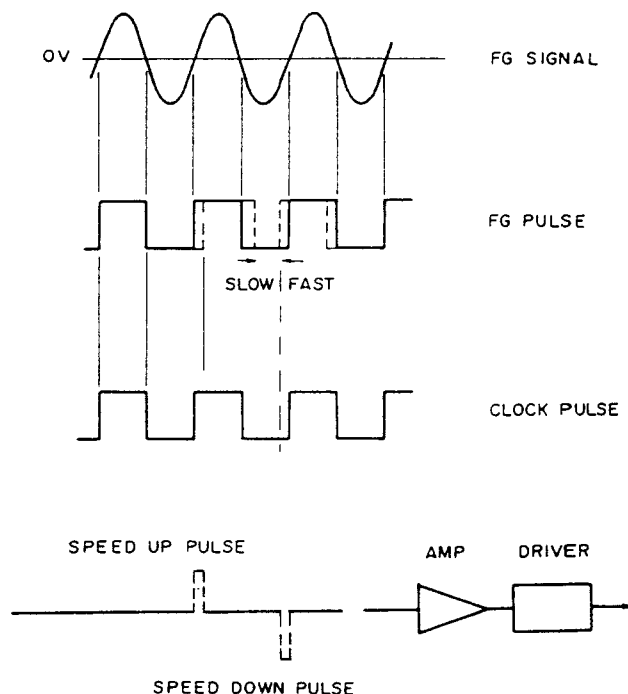 OV
FG SIGNAL
FG PULSE
SLOW FAST
CLOCK PULSE
SPEED UP PULSE
AMP
DRIVER
SPEED DOWN PULSE